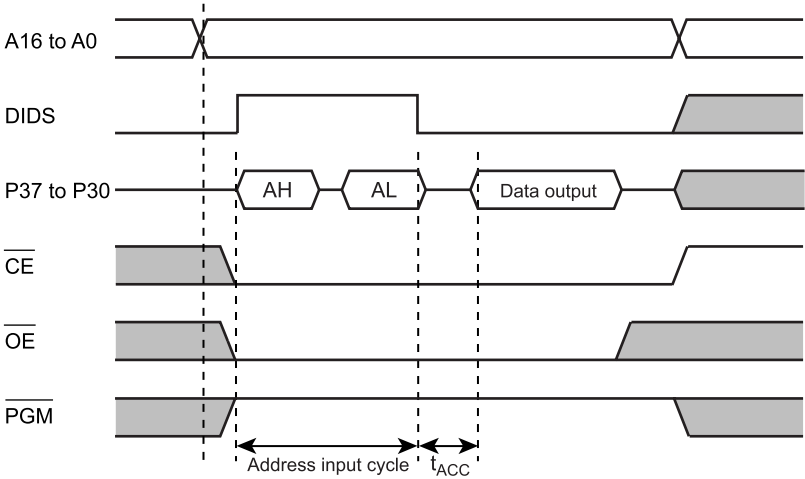 A16 to A0
DIDS
P37 to P30
AH
AL
Data output
CE
OE
PGM
Address input cycle
tACC